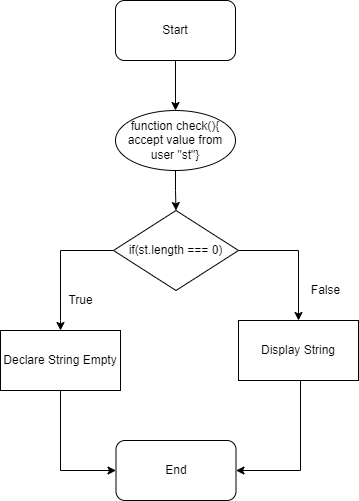 Start
function check(){
accept value from
user "st"}
if(st.length === 0)
True
False
Declare String Empty
Display String
End